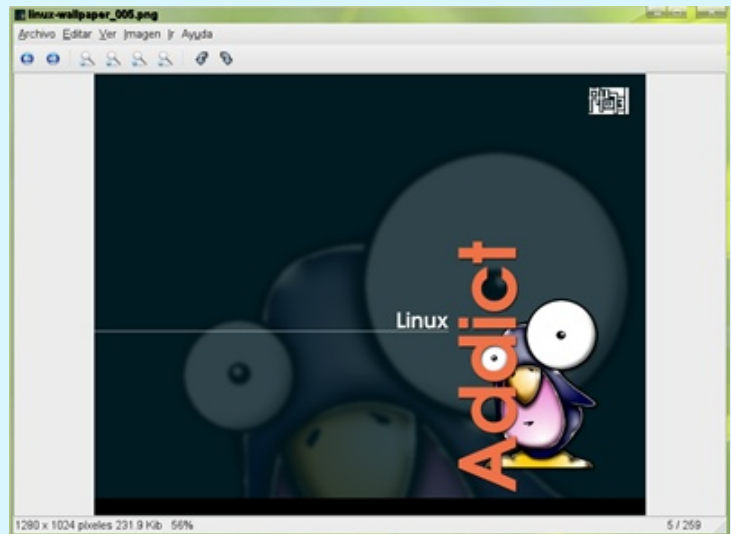 linux-wallpaper_005.png
Archivo Editar Ver Imagen Ir Ayuda
Linux
Addict
1280 x 1024 píxeles 231.9 Kib 56%
5 / 259